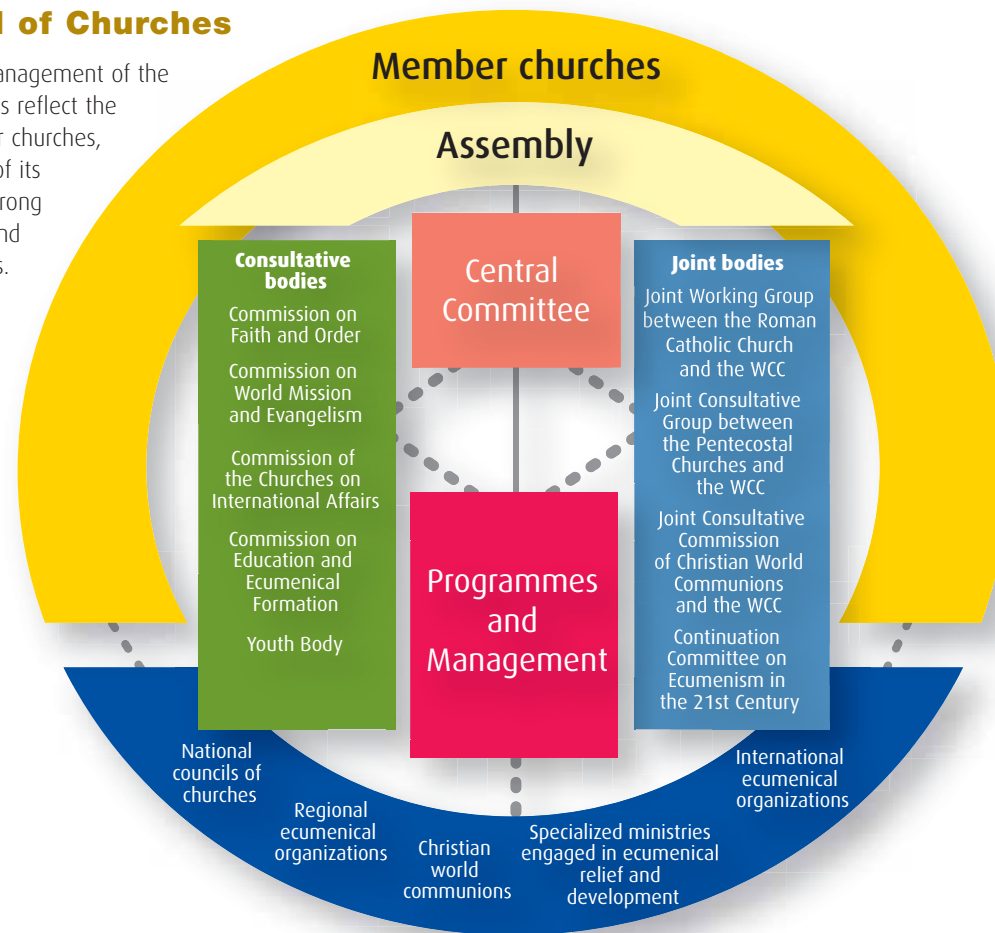 l of Churches
anagement of the
s reflect the
r churches,
of its
rong
nd
s.
Member churches
Assembly
Central
Committee
Consultative
bodies
Commission on
Faith and Order
Commission on
World Mission
and Evangelism
Commission of
the Churches on
International Affairs
Commission on
Education and
Ecumenical
Formation
Youth Body
Programmes
and
Management
Joint bodies
Joint Working Group
between the Roman
Catholic Church
and the WCC
Joint Consultative
Group between
the Pentecostal
Churches and
the WCC
Joint Consultative
Commission
of Christian World
Communions
and the WCC
Continuation
Committee on
Ecumenism in
the 21st Century
National
councils of
churches
Regional
ecumenical
organizations
Christian
world
communions
Specialized ministries
engaged in ecumenical
relief and
development
International
ecumenical
organizations